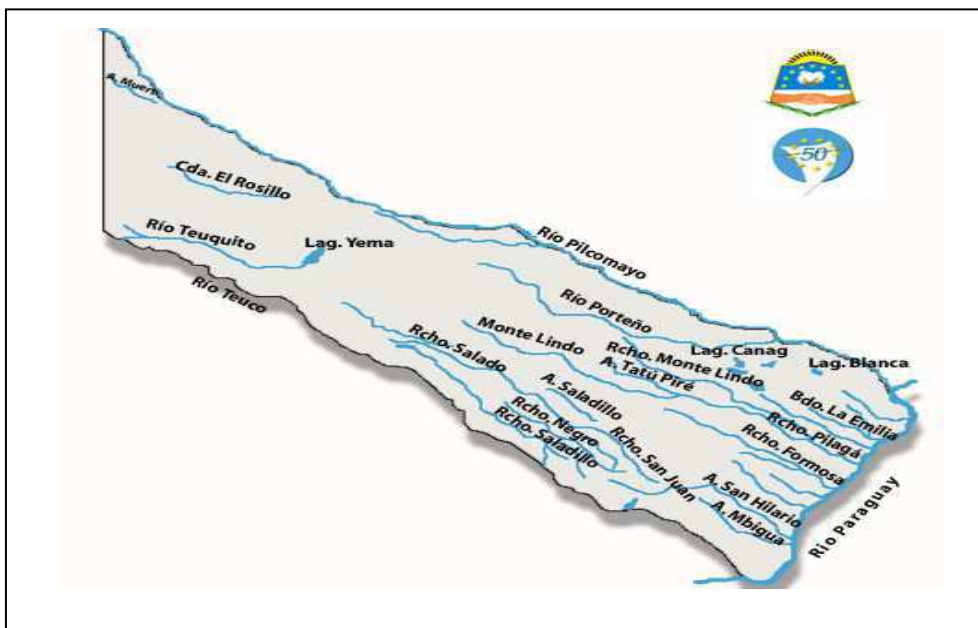 50
A. Muert
Cda. El Rosillo
Río Teuquito
Lag. Yema
Río Teuco
Río Pilcomayo
Río Porteño
Monte Lindo
Rcho. Salado
Rcho. Monte Lindo
Lag. Canag
Lag. Blanca
A. Tatú Piré
A. Saladillo
Bdo. La Emilia
Rcho. Negro
Rcho. Pilagá
Rcho. Saladillo
Rcho. Formosa
Rcho. San Juan
A. San Hilario
A. Mbigua
Río Paraguay